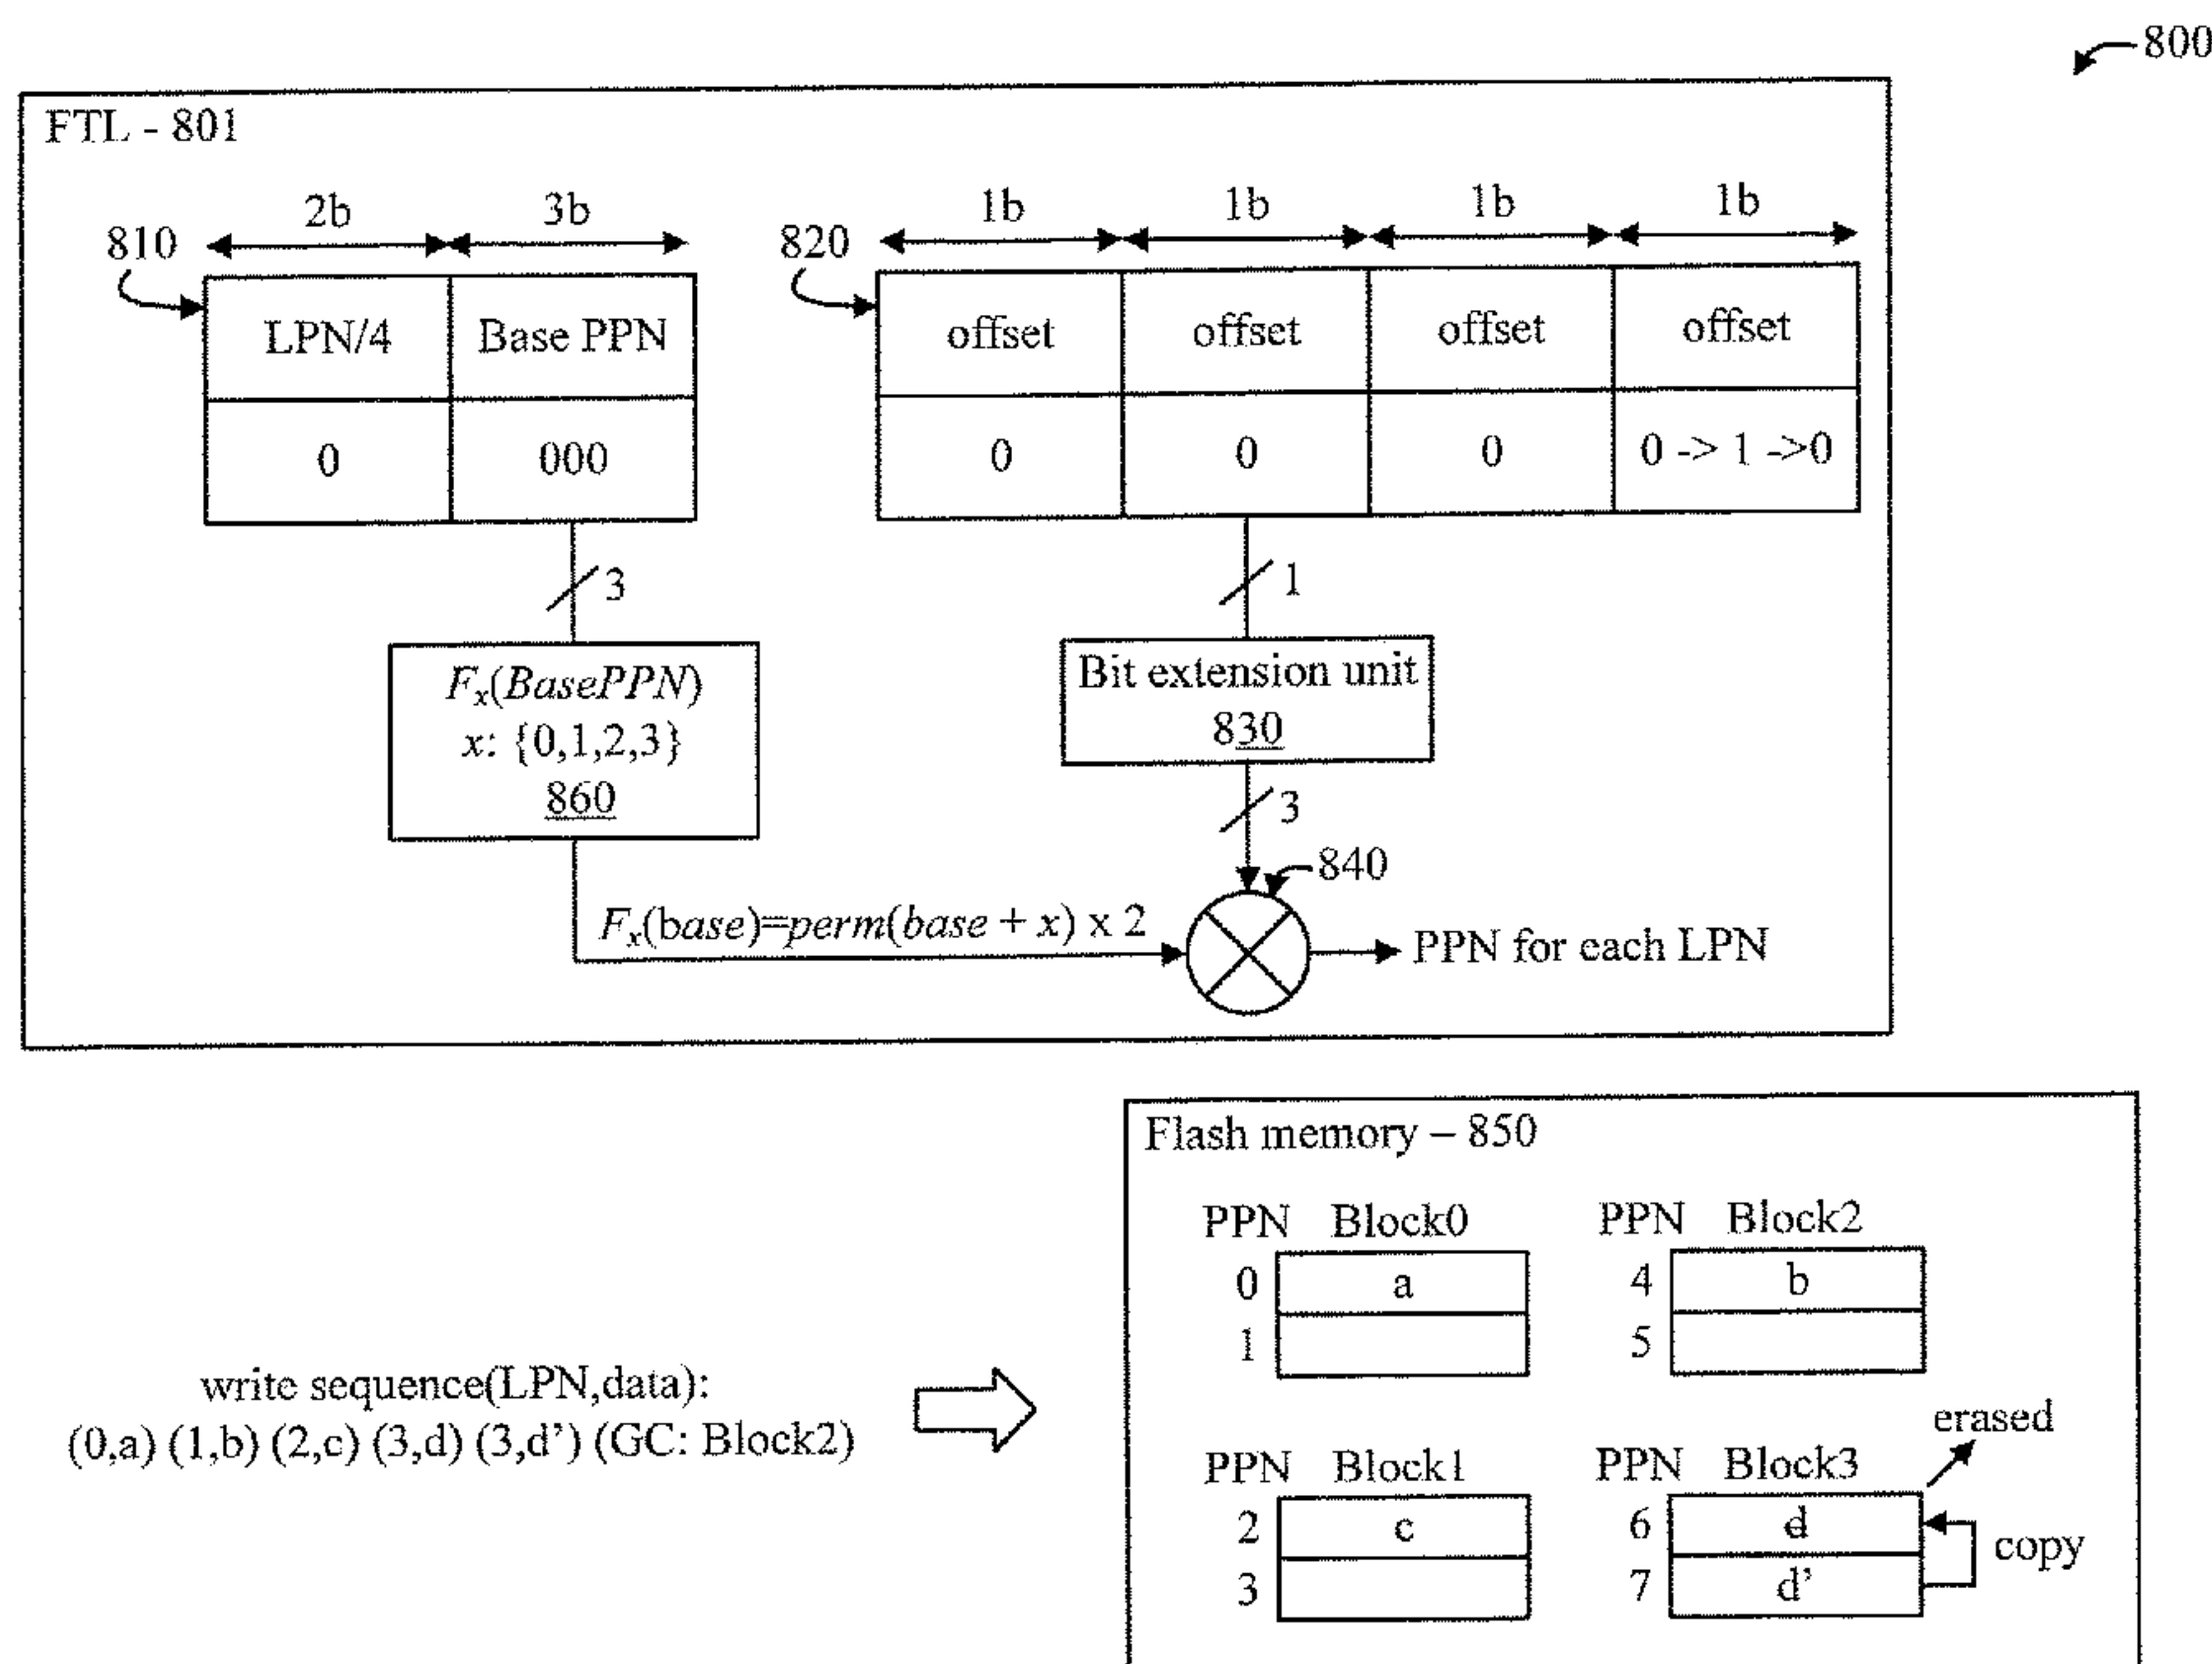 800
FTL - 801
2b 3b 1b 1b 1b 1b
810 820
LPN/4 Base PPN offset offset offset offset
0 000 0 0 0 0 -> 1 ->0
3 1
Fx(BasePPN)
x: {0,1,2,3}
860
Bit extension unit
830
3
840
Fx(base)=perm(base + x) x 2
PPN for each LPN
Flash memory – 850
PPN Block0 PPN Block2
0 a 4 b
1 5
write sequence(LPN,data):
(0,a) (1,b) (2,c) (3,d) (3,d’) (GC: Block2)
erased
PPN Block1 PPN Block3
2 c 6 d
copy
3 7 d’